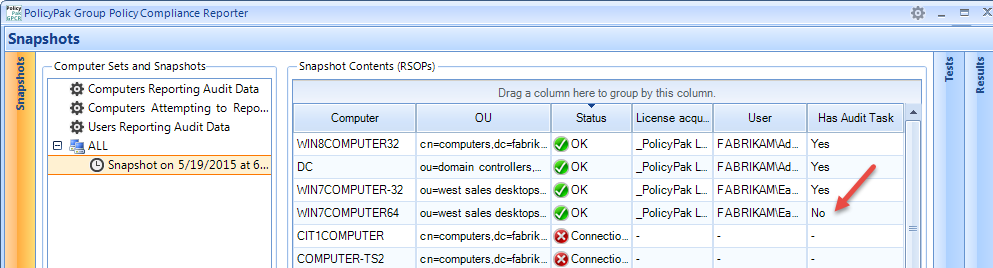 PolicyPak Group Policy Compliance Reporter
Snapshots
Snapshots
Computer Sets and Snapshots
Computers Reporting Audit Data
Computers Attempting to Repo...
Users Reporting Audit Data
ALL
Snapshot on 5/19/2015 at 6...
Snapshot Contents (RSOPs)
Drag a column here to group by this column.
Computer OU Status License acqu... User Has Audit Task
WIN8COMPUTER32 cn=computers,dc=fabrik... OK _PolicyPak L... FABRIKAM\Ad... Yes
DC ou=domain controllers,... OK _PolicyPak L... FABRIKAM\Ad... Yes
WIN7COMPUTER-32 ou=west sales desktops... OK _PolicyPak L... FABRIKAM\Ea... Yes
WIN7COMPUTER64 ou=west sales desktops... OK _PolicyPak L... FABRIKAM\Ea... No
CIT1COMPUTER cn=computers,dc=fabrik... Connectio... - - -
COMPUTER-TS2 cn=computers,dc=fabrik... Connectio... - - -
Tests
Results